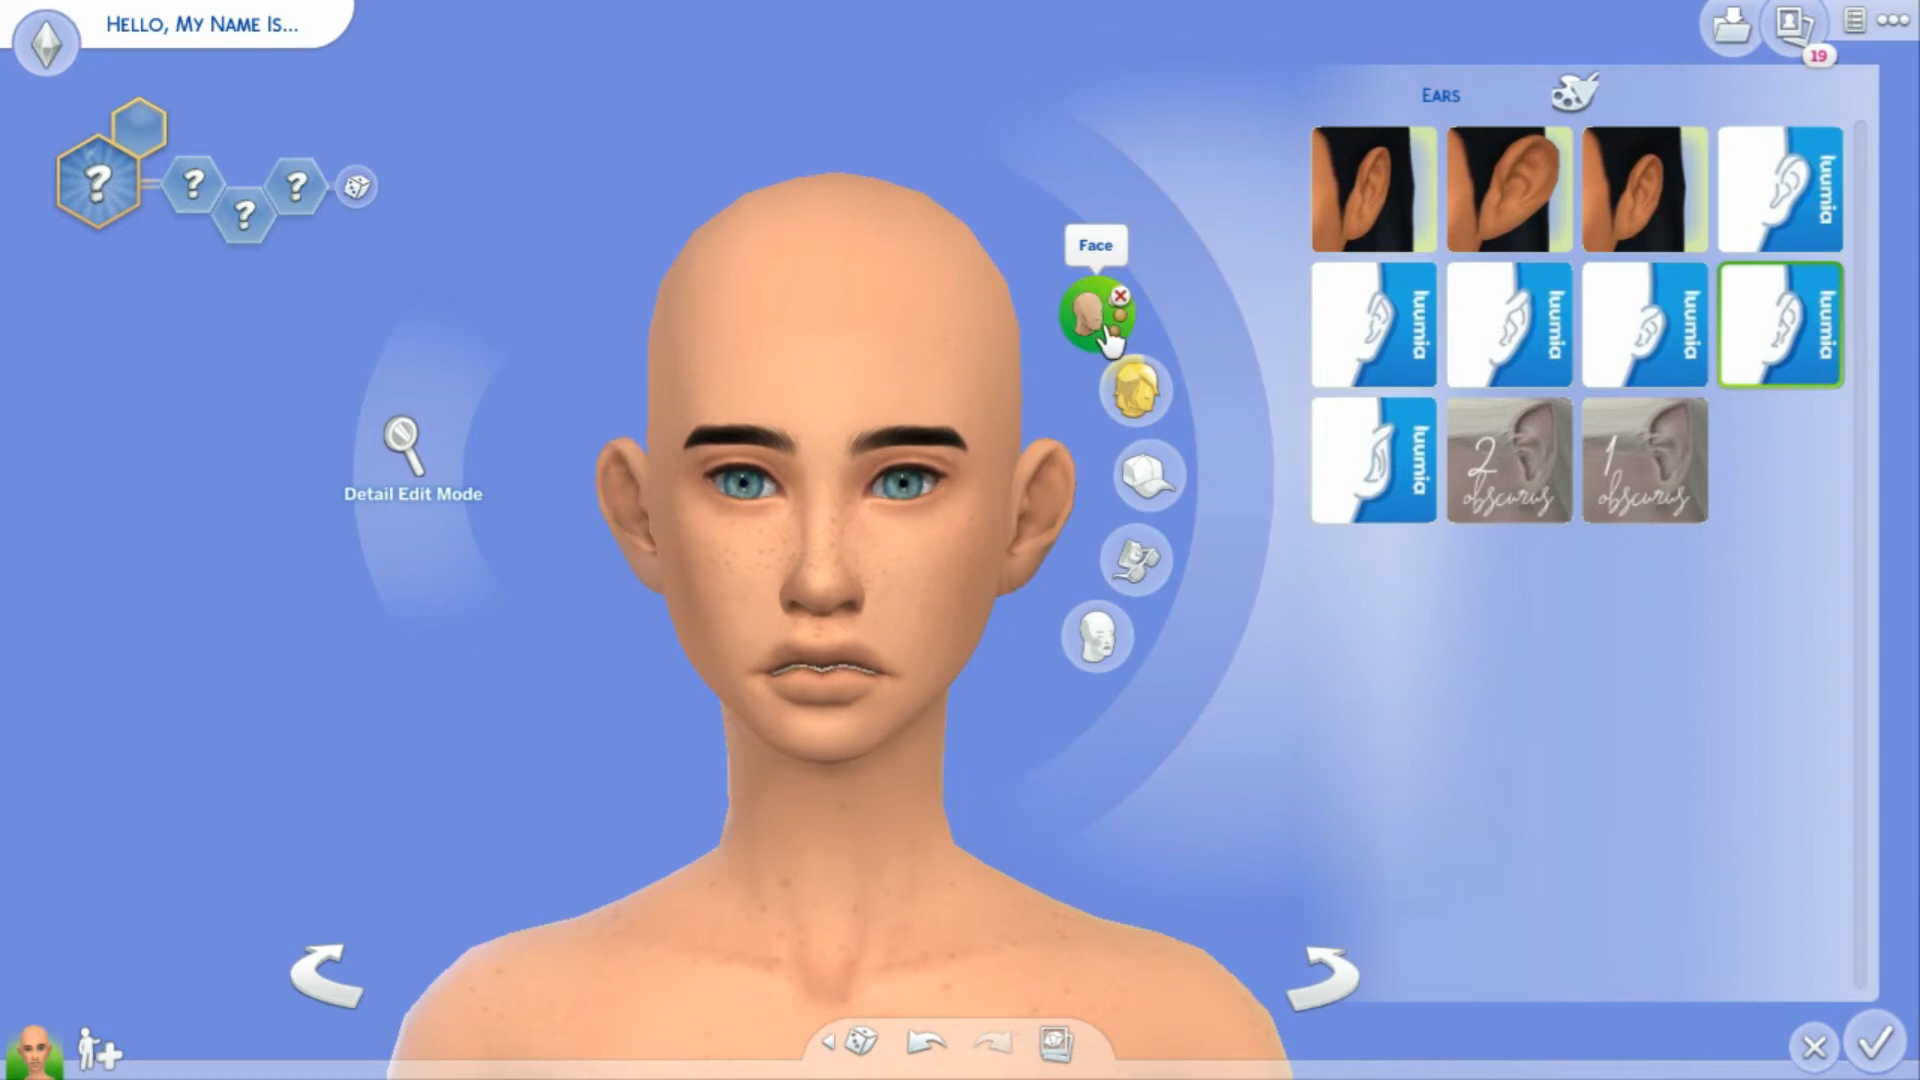 HELLO, MY NAME IS...
19
EARS
luumia
Face
luumia
luumia
luumia
luumia
luumia
2
obscurus
1
obscurus
Detail Edit Mode
?
?
?
?